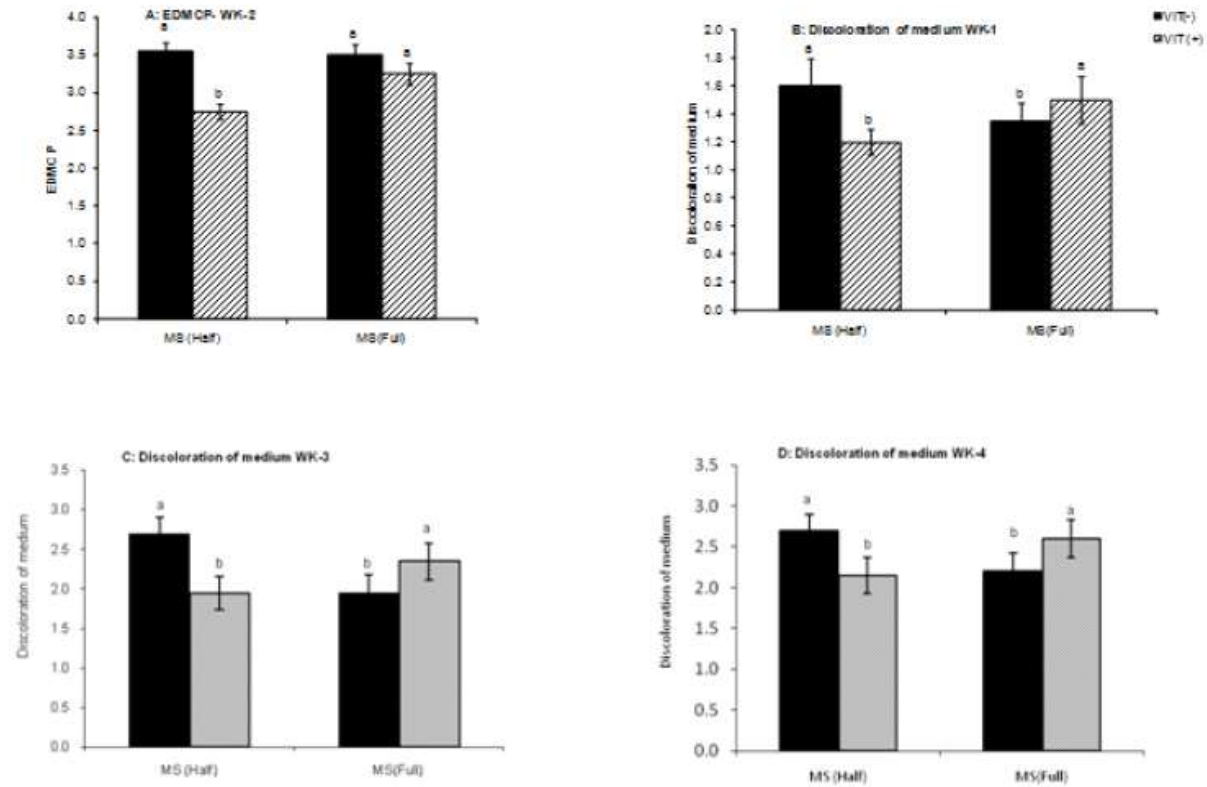 A: EDMCP- WK-2
4.0
3.5
3.0
2.5
2.0
1.5
1.0
0.5
0.0
EDMCP
a
b
a
a
MS (Half)
MS(Full)
B: Discoloration of medium WK-1
VIT(-)
VIT (+)
2.0
1.8
1.6
1.4
1.2
1.0
0.8
0.6
0.4
0.2
0.0
Discoloration of medium
a
b
b
a
MS (Half)
MS(Full)
C: Discoloration of medium WK-3
3.5
3.0
2.5
2.0
1.5
1.0
0.5
0.0
Discoloration of medium
a
b
b
a
MS (Half)
MS(Full)
D: Discoloration of medium WK-4
3.5
3.0
2.5
2.0
1.5
1.0
0.5
0.0
Discoloration of medium
a
b
b
a
MS (Half)
MS(Full)